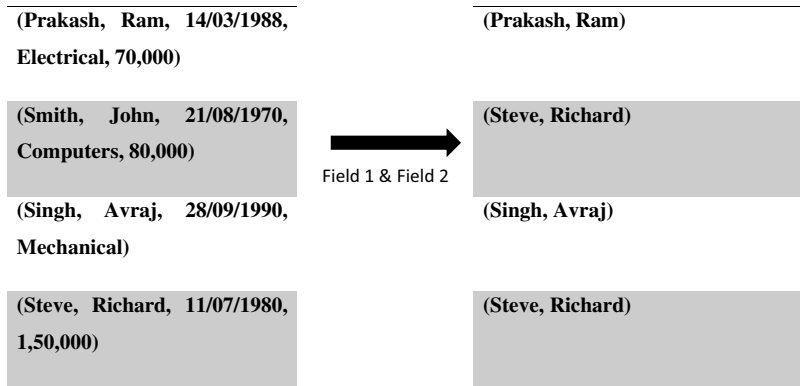 (Prakash, Ram, 14/03/1988,
Electrical, 70,000)
(Smith, John, 21/08/1970,
Computers, 80,000)
(Singh, Avraj, 28/09/1990,
Mechanical)
(Steve, Richard, 11/07/1980,
1,50,000)
Field 1 & Field 2
(Prakash, Ram)
(Steve, Richard)
(Singh, Avraj)
(Steve, Richard)